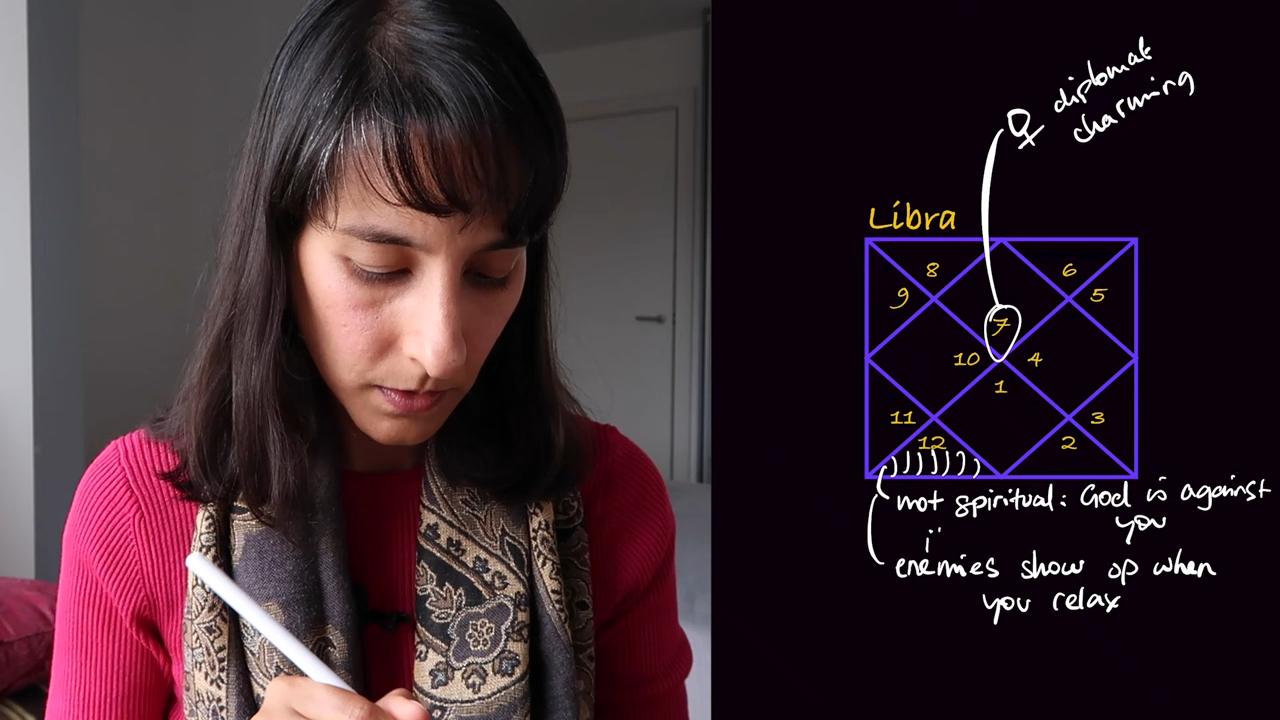 ♀ diplomat
charming
Libra
8
6
9
5
7
10
4
1
11
3
12
2
not spiritual: God is against
you
enemies show op when
you relax